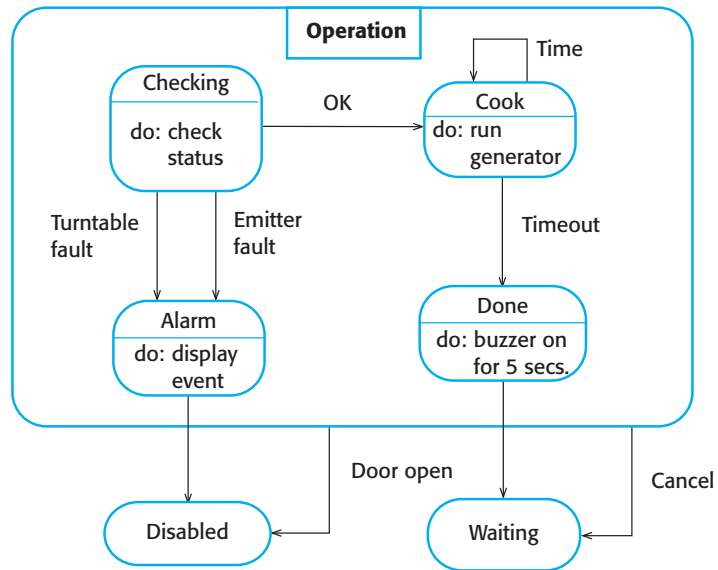 Operation
Time
Checking
do: check
status
OK
Cook
do: run
generator
Turntable
fault
Emitter
fault
Timeout
Alarm
do: display
event
Done
do: buzzer on
for 5 secs.
Door open
Cancel
Disabled
Waiting